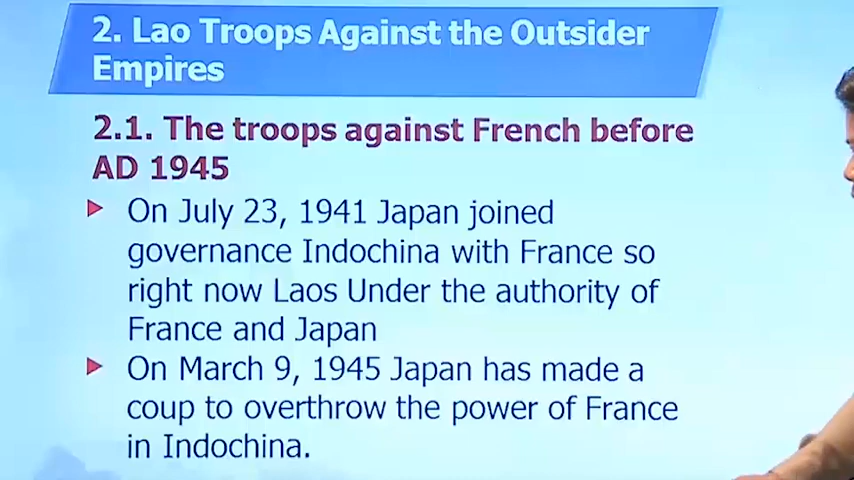 2. Lao Troops Against the Outsider
Empires
2.1. The troops against French before
AD 1945
On July 23, 1941 Japan joined
governance Indochina with France so
right now Laos Under the authority of
France and Japan
On March 9, 1945 Japan has made a
coup to overthrow the power of France
in Indochina.